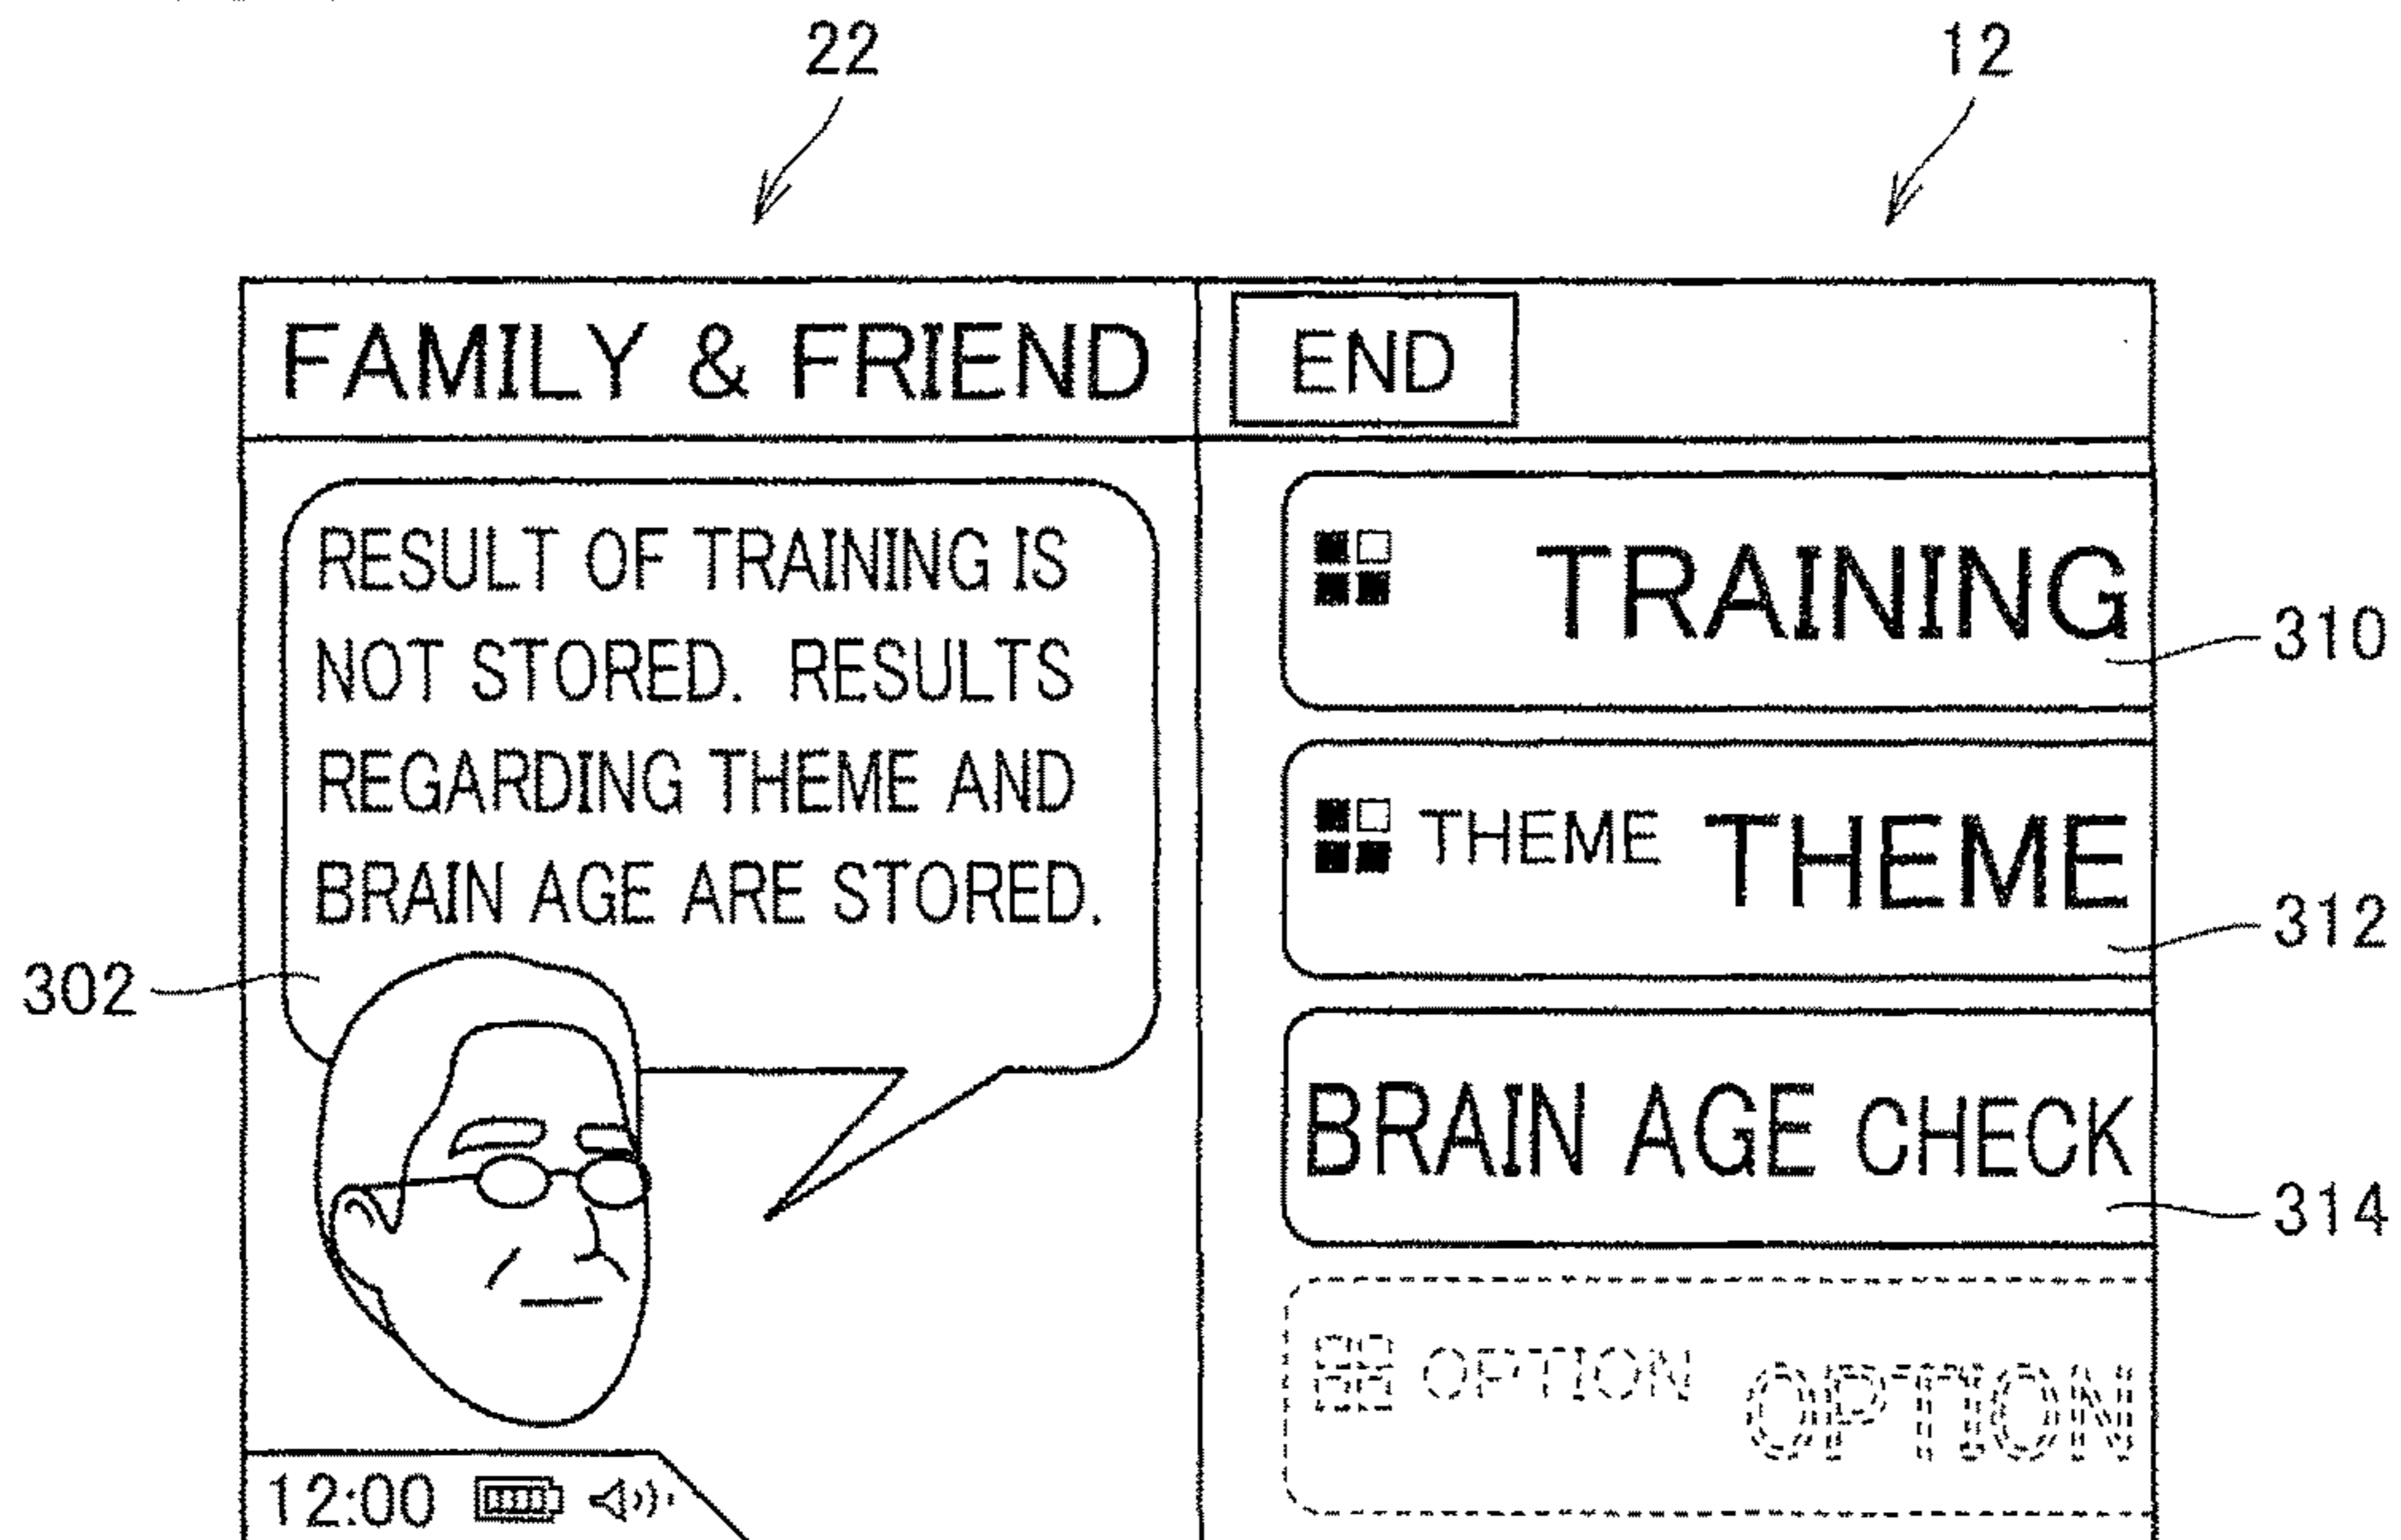 22
12
FAMILY & FRIEND
END
RESULT OF TRAINING IS
NOT STORED. RESULTS
REGARDING THEME AND
BRAIN AGE ARE STORED.
302
12:00
TRAINING
310
THEME THEME
312
BRAIN AGE CHECK
314
OPTION OPTION